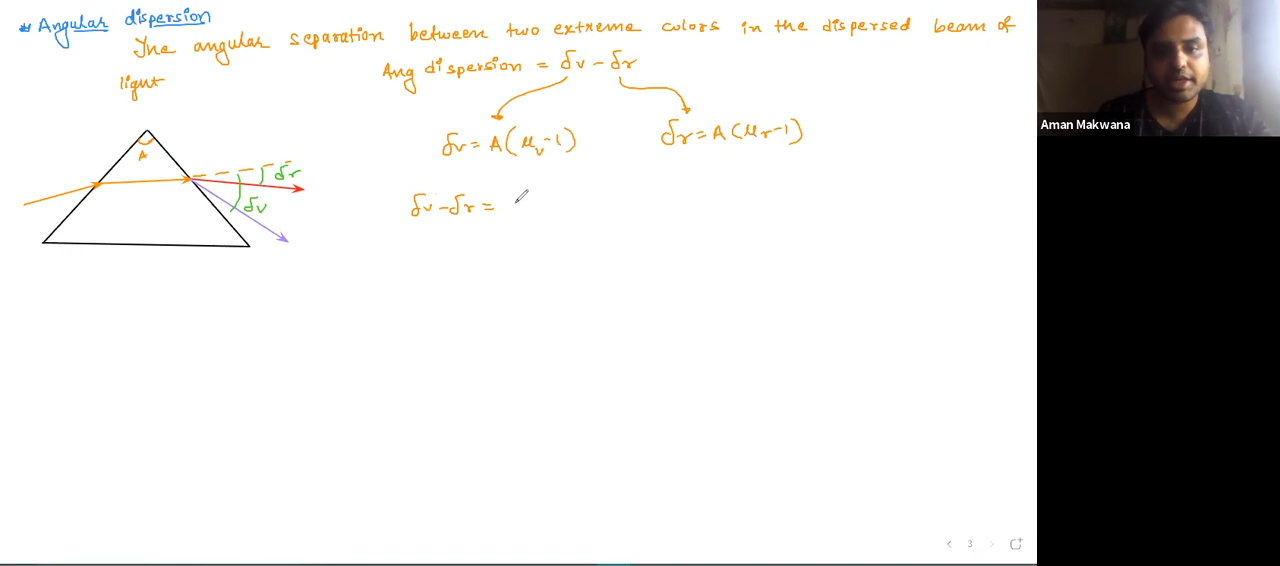 * Angular dispersion
The angular separation between two extreme colors in the dispersed beam of
light
Ang dispersion = δv - δr
δv = A(μv-1)
δr = A(μr-1)
A
δr
δv
δv - δr =
Aman Makwana
< 3 >